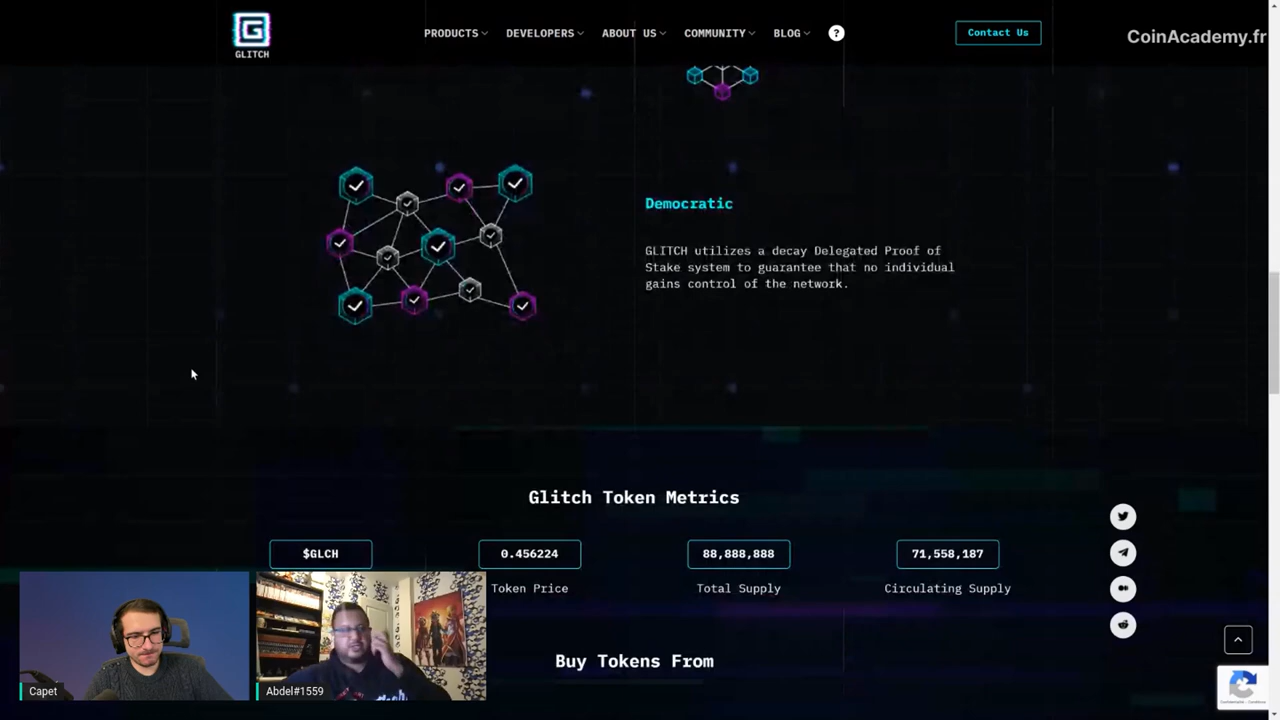 GLITCH
PRODUCTS DEVELOPERS ABOUT US COMMUNITY BLOG ? Contact Us
CoinAcademy.fr
Democratic
GLITCH utilizes a decay Delegated Proof of
Stake system to guarantee that no individual
gains control of the network.
Glitch Token Metrics
$GLCH 0.456224 88,888,888 71,558,187
Token Price Total Supply Circulating Supply
Buy Tokens From
Capet
Abdel#1559